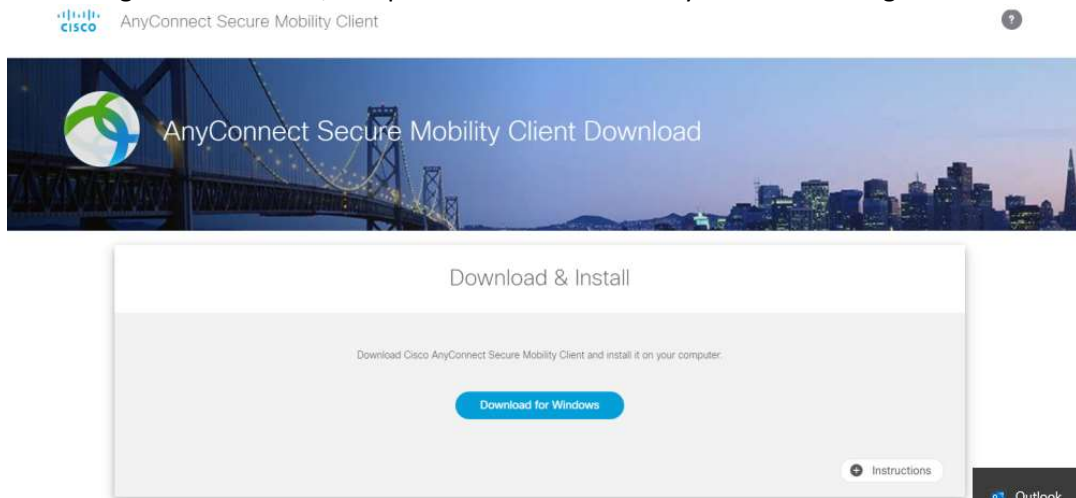 CISCO AnyConnect Secure Mobility Client ?
AnyConnect Secure Mobility Client Download
Download & Install
Download Cisco AnyConnect Secure Mobility Client and install it on your computer.
Download for Windows
Instructions
Outlook